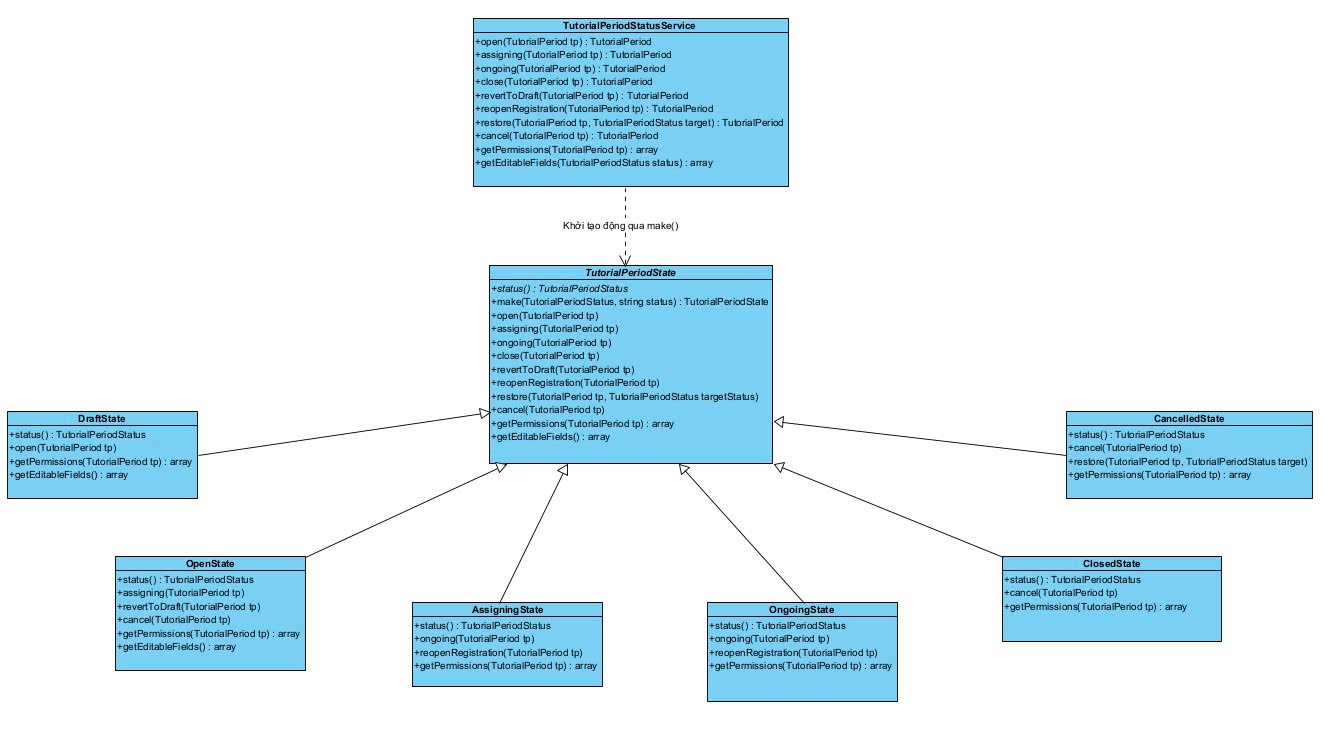 TutorialPeriodStatusService
+open(TutorialPeriod tp) : TutorialPeriod
+assigning(TutorialPeriod tp) : TutorialPeriod
+ongoing(TutorialPeriod tp) : TutorialPeriod
+close(TutorialPeriod tp) : TutorialPeriod
+revertToDraft(TutorialPeriod tp) : TutorialPeriod
+reopenRegistration(TutorialPeriod tp) : TutorialPeriod
+restore(TutorialPeriod tp, TutorialPeriodStatus target) : TutorialPeriod
+cancel(TutorialPeriod tp) : TutorialPeriod
+getPermissions(TutorialPeriod tp) : array
+getEditableFields(TutorialPeriodStatus status) : array
Khởi tạo động qua make()
TutorialPeriodState
+status() : TutorialPeriodStatus
+make(TutorialPeriodStatus, string status) : TutorialPeriodState
+open(TutorialPeriod tp)
+assigning(TutorialPeriod tp)
+ongoing(TutorialPeriod tp)
+close(TutorialPeriod tp)
+revertToDraft(TutorialPeriod tp)
+reopenRegistration(TutorialPeriod tp)
+restore(TutorialPeriod tp, TutorialPeriodStatus targetStatus)
+cancel(TutorialPeriod tp)
+getPermissions(TutorialPeriod tp) : array
+getEditableFields() : array
DraftState
+status() : TutorialPeriodStatus
+open(TutorialPeriod tp)
+getPermissions(TutorialPeriod tp) : array
+getEditableFields() : array
CancelledState
+status() : TutorialPeriodStatus
+cancel(TutorialPeriod tp)
+restore(TutorialPeriod tp, TutorialPeriodStatus target)
+getPermissions(TutorialPeriod tp) : array
OpenState
+status() : TutorialPeriodStatus
+assigning(TutorialPeriod tp)
+revertToDraft(TutorialPeriod tp)
+cancel(TutorialPeriod tp)
+getPermissions(TutorialPeriod tp) : array
+getEditableFields() : array
AssigningState
+status() : TutorialPeriodStatus
+ongoing(TutorialPeriod tp)
+reopenRegistration(TutorialPeriod tp)
+getPermissions(TutorialPeriod tp) : array
OngoingState
+status() : TutorialPeriodStatus
+ongoing(TutorialPeriod tp)
+reopenRegistration(TutorialPeriod tp)
+getPermissions(TutorialPeriod tp) : array
ClosedState
+status() : TutorialPeriodStatus
+cancel(TutorialPeriod tp)
+getPermissions(TutorialPeriod tp) : array